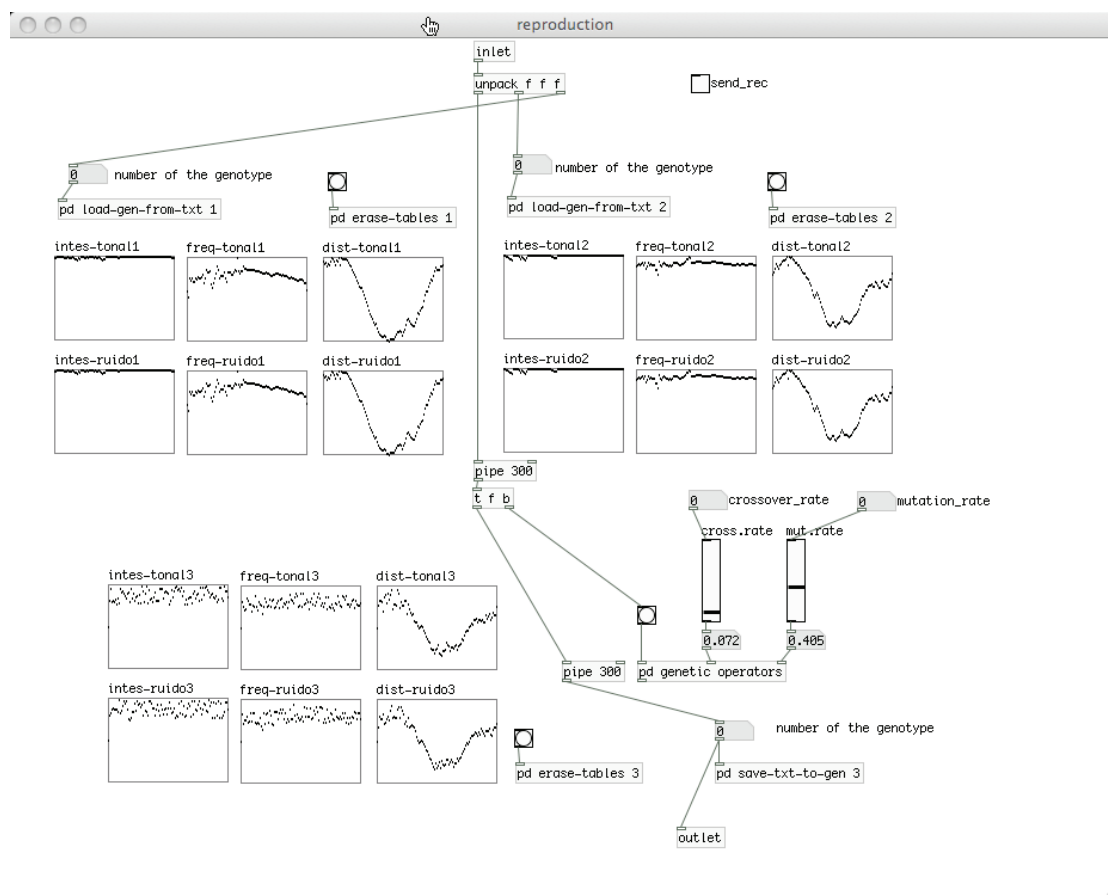 reproduction
inlet
unpack f f f
send_rec
0
number of the genotype
0
number of the genotype
pd load-gen-from-txt 1
pd erase-tables 1
pd load-gen-from-txt 2
pd erase-tables 2
intes-tonal1
freq-tonal1
dist-tonal1
intes-tonal2
freq-tonal2
dist-tonal2
intes-ruido1
freq-ruido1
dist-ruido1
intes-ruido2
freq-ruido2
dist-ruido2
pipe 300
t f b
0
crossover_rate
0
mutation_rate
cross.rate
mut.rate
intes-tonal3
freq-tonal3
dist-tonal3
0.072
0.405
pipe 300
pd genetic operators
intes-ruido3
freq-ruido3
dist-ruido3
0
number of the genotype
pd erase-tables 3
pd save-txt-to-gen 3
outlet